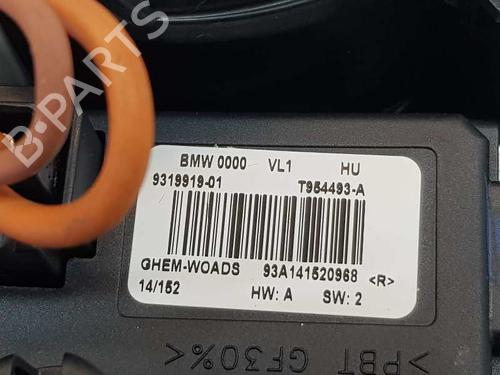 B-PARTS
BMW 0000 VL1 HU
9319919-01 T954493-A
GHEM-WOADS 93A141520968 <R>
14/152 HW: A SW: 2
>PBT GF30%<